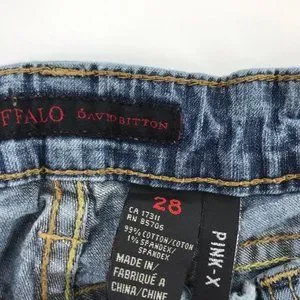 FFALO DAVID BITTON
28
CA 17311
RN 85706
99% COTTON/COTON
1% SPANDEX/
SPANDEX
MADE IN/
FABRIQUÉ A
CHINA/CHINE
PINK-X